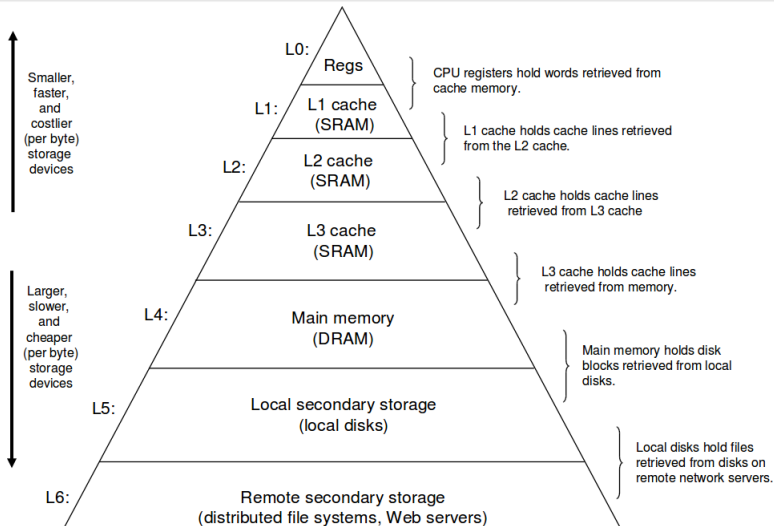 L0:
Regs
CPU registers hold words retrieved from
cache memory.
Smaller,
faster,
and
costlier
(per byte)
storage
devices
L1:
L1 cache
(SRAM)
L1 cache holds cache lines retrieved
from the L2 cache.
L2:
L2 cache
(SRAM)
L2 cache holds cache lines
retrieved from L3 cache
L3:
L3 cache
(SRAM)
L3 cache holds cache lines
retrieved from memory.
Larger,
slower,
and
cheaper
(per byte)
storage
devices
L4:
Main memory
(DRAM)
Main memory holds disk
blocks retrieved from local
disks.
L5:
Local secondary storage
(local disks)
Local disks hold files
retrieved from disks on
remote network servers.
L6:
Remote secondary storage
(distributed file systems, Web servers)